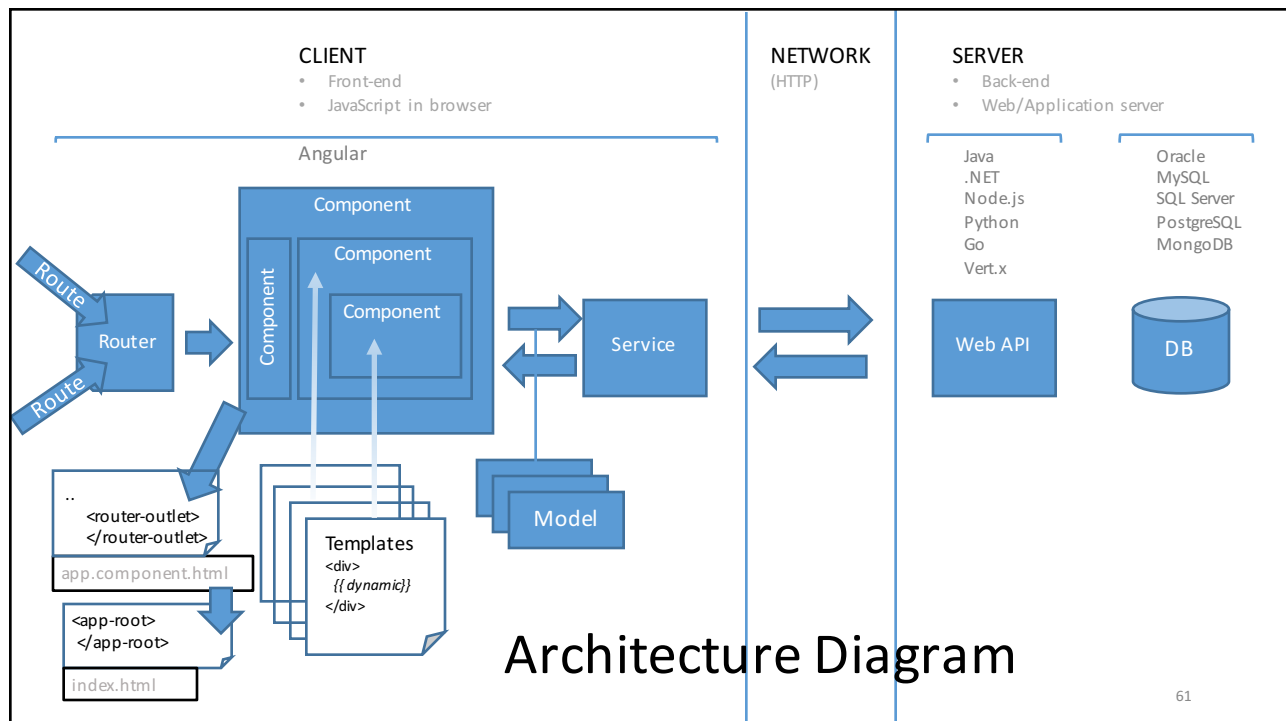 CLIENT
• Front-end
• JavaScript in browser
NETWORK
(HTTP)
SERVER
• Back-end
• Web/Application server
Angular
Java
.NET
Node.js
Python
Go
Vert.x
Oracle
MySQL
SQL Server
PostgreSQL
MongoDB
Route
Route
Router
Component
Component
Component
Component
Service
Web API
DB
..
<router-outlet>
</router-outlet>
app.component.html
<app-root>
</app-root>
index.html
Templates
<div>
{{ dynamic}}
</div>
Model
Architecture Diagram
61